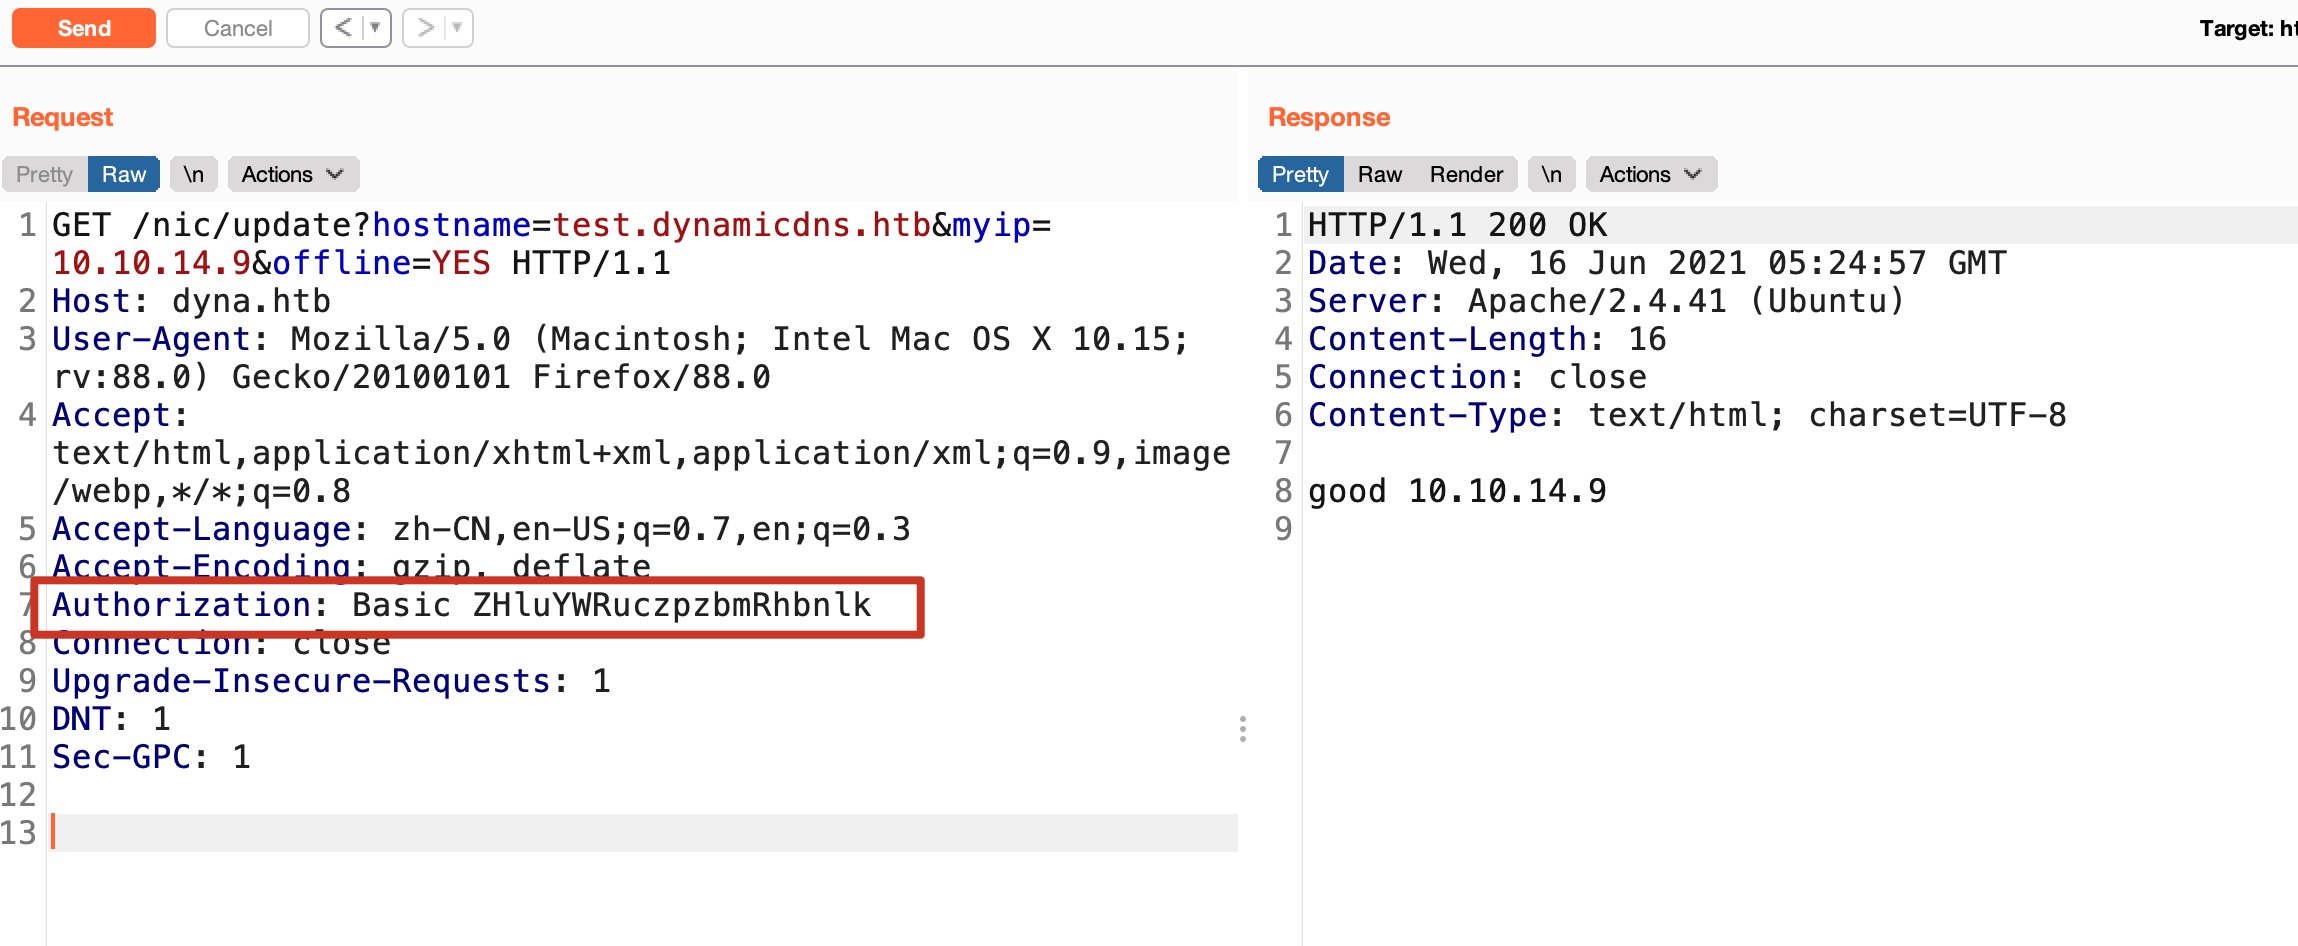 Send Cancel < >
Target: ht
Request
Pretty Raw \n Actions
1 GET /nic/update?hostname=test.dynamicdns.htb&myip=
10.10.14.9&offline=YES HTTP/1.1
2 Host: dyna.htb
3 User-Agent: Mozilla/5.0 (Macintosh; Intel Mac OS X 10.15;
rv:88.0) Gecko/20100101 Firefox/88.0
4 Accept:
text/html,application/xhtml+xml,application/xml;q=0.9,image
/webp,*/*;q=0.8
5 Accept-Language: zh-CN,en-US;q=0.7,en;q=0.3
6 Accept-Encoding: gzip, deflate
7 Authorization: Basic ZHluYWRuczpzbmRhbnlk
8 Connection: close
9 Upgrade-Insecure-Requests: 1
10 DNT: 1
11 Sec-GPC: 1
12
13
Response
Pretty Raw Render \n Actions
1 HTTP/1.1 200 OK
2 Date: Wed, 16 Jun 2021 05:24:57 GMT
3 Server: Apache/2.4.41 (Ubuntu)
4 Content-Length: 16
5 Connection: close
6 Content-Type: text/html; charset=UTF-8
7
8 good 10.10.14.9
9